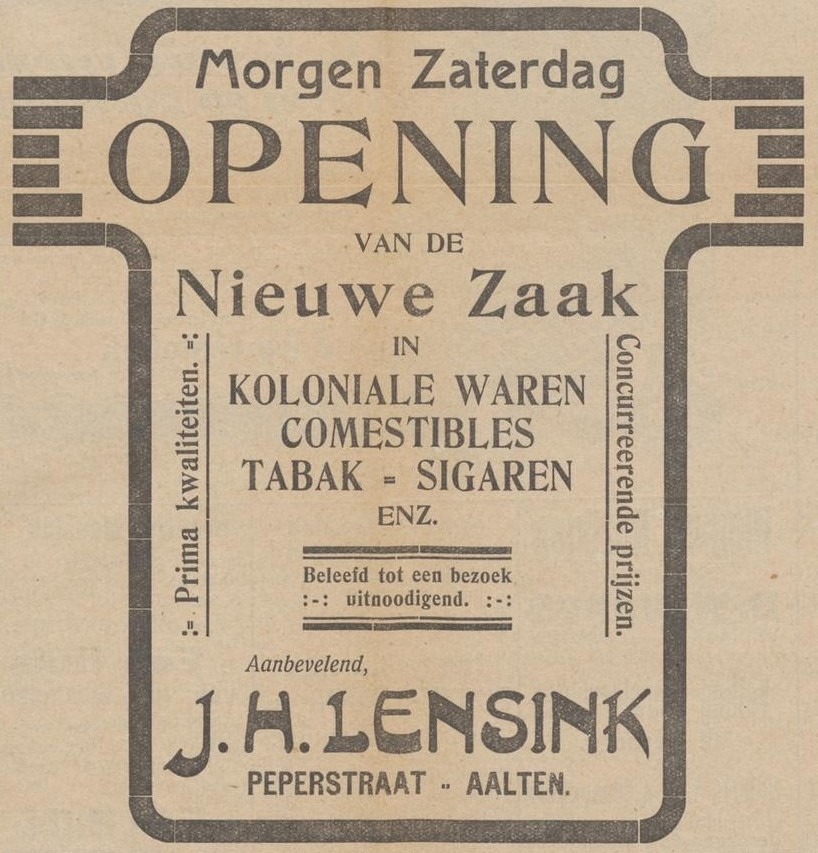 Morgen Zaterdag
OPENING
VAN DE
Nieuwe Zaak
IN
KOLONIALE WAREN
COMESTIBLES
TABAK = SIGAREN
ENZ.
:= Prima kwaliteiten. =:
Concurreerende prijzen.
Beleefd tot een bezoek
:-: uitnoodigend. :-:
Aanbevelend,
J. H. LENSINK
PEPERSTRAAT - AALTEN.